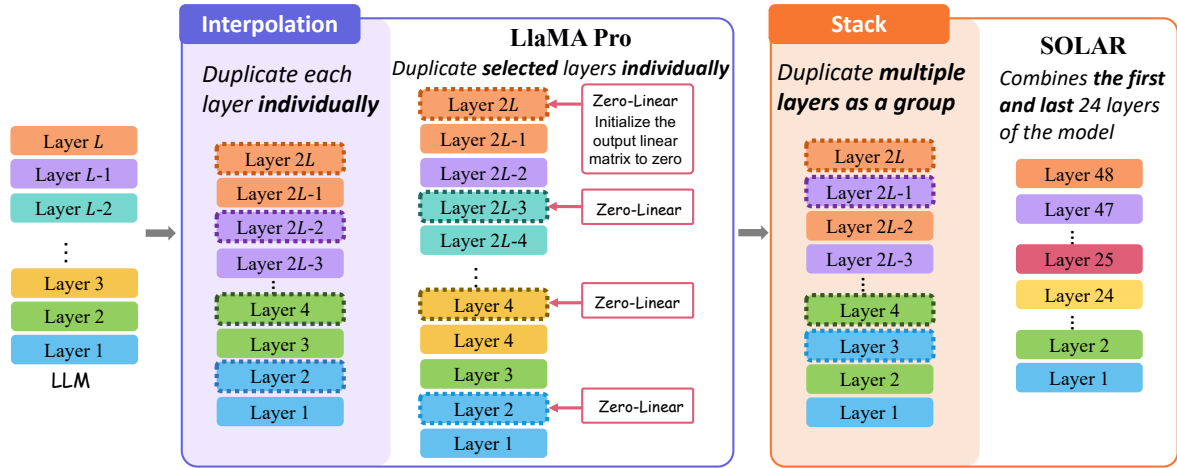 Layer L
Layer L-1
Layer L-2
⋮
Layer 3
Layer 2
Layer 1
LLM
Interpolation
Duplicate each
layer individually
Layer 2L
Layer 2L-1
Layer 2L-2
Layer 2L-3
⋮
Layer 4
Layer 3
Layer 2
Layer 1
LlaMA Pro
Duplicate selected layers individually
Layer 2L
Layer 2L-1
Layer 2L-2
Layer 2L-3
Layer 2L-4
⋮
Layer 4
Layer 4
Layer 3
Layer 2
Layer 1
Zero-Linear
Initialize the
output linear
matrix to zero
Zero-Linear
Zero-Linear
Zero-Linear
Stack
Duplicate multiple
layers as a group
Layer 2L
Layer 2L-1
Layer 2L-2
Layer 2L-3
⋮
Layer 4
Layer 3
Layer 2
Layer 1
SOLAR
Combines the first
and last 24 layers
of the model
Layer 48
Layer 47
⋮
Layer 25
Layer 24
⋮
Layer 2
Layer 1